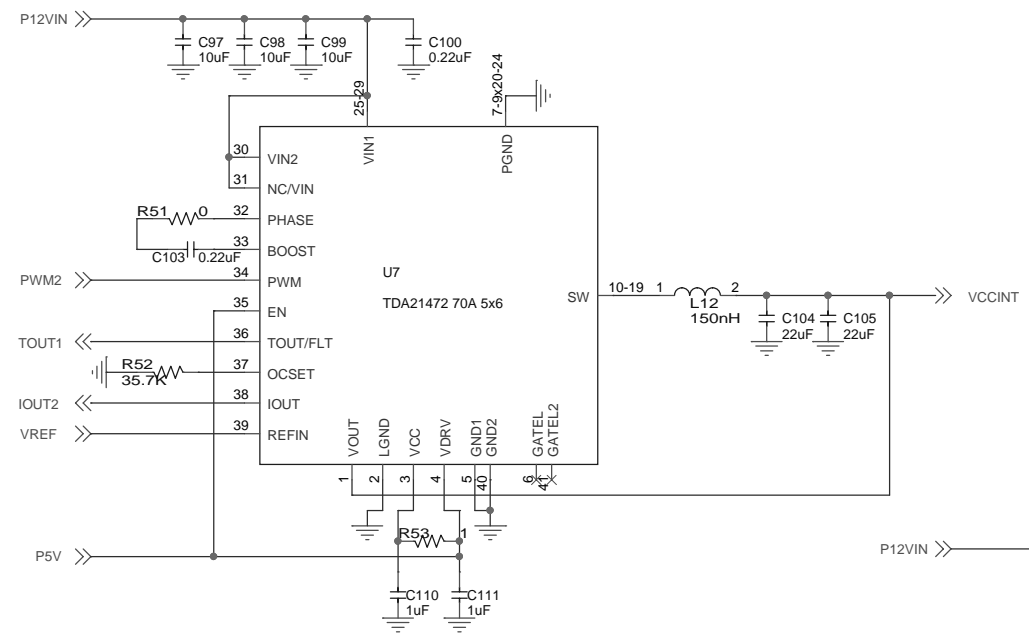 P12VIN
C97
10uF
C98
10uF
C99
10uF
C100
0.22uF
25-29
7-9x20-24
VIN1
PGND
30
VIN2
31
NC/VIN
R51
0
32
PHASE
C103
0.22uF
33
BOOST
PWM2
34
PWM
35
EN
TOUT1
36
TOUT/FLT
R52
35.7K
37
OCSET
IOUT2
38
IOUT
VREF
39
REFIN
U7
TDA21472 70A 5x6
SW
10-19
1
2
L12
150nH
C104
22uF
C105
22uF
VCCINT
VOUT
LGND
VCC
VDRV
GND1
GND2
GATEL
GATEL2
1
2
3
4
5
40
6
41
R53
1
P5V
C110
1uF
C111
1uF
P12VIN